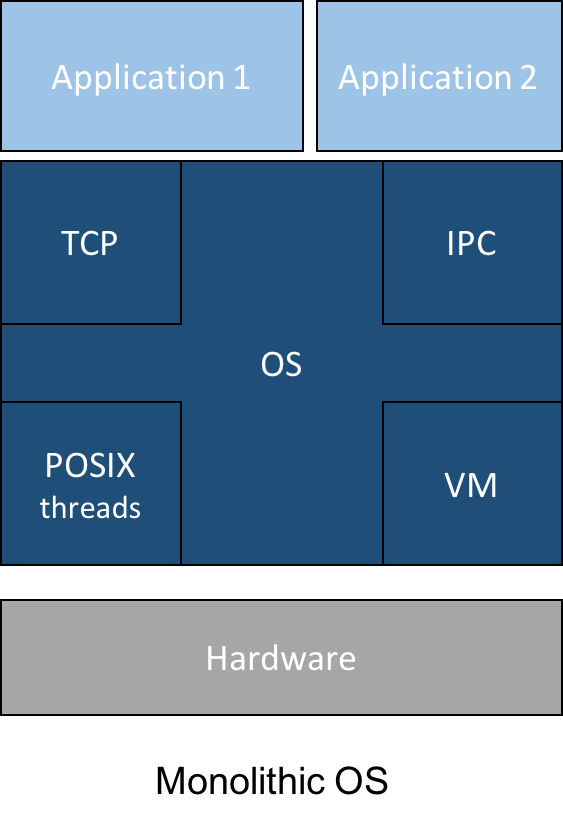 Application 1
Application 2
TCP
IPC
OS
POSIX
threads
VM
Hardware
Monolithic OS